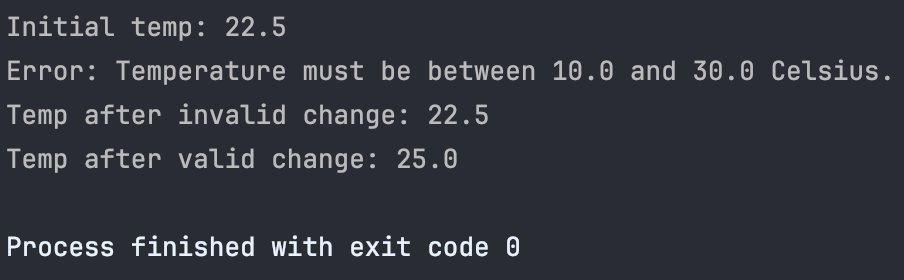 Initial temp: 22.5
Error: Temperature must be between 10.0 and 30.0 Celsius.
Temp after invalid change: 22.5
Temp after valid change: 25.0
Process finished with exit code 0